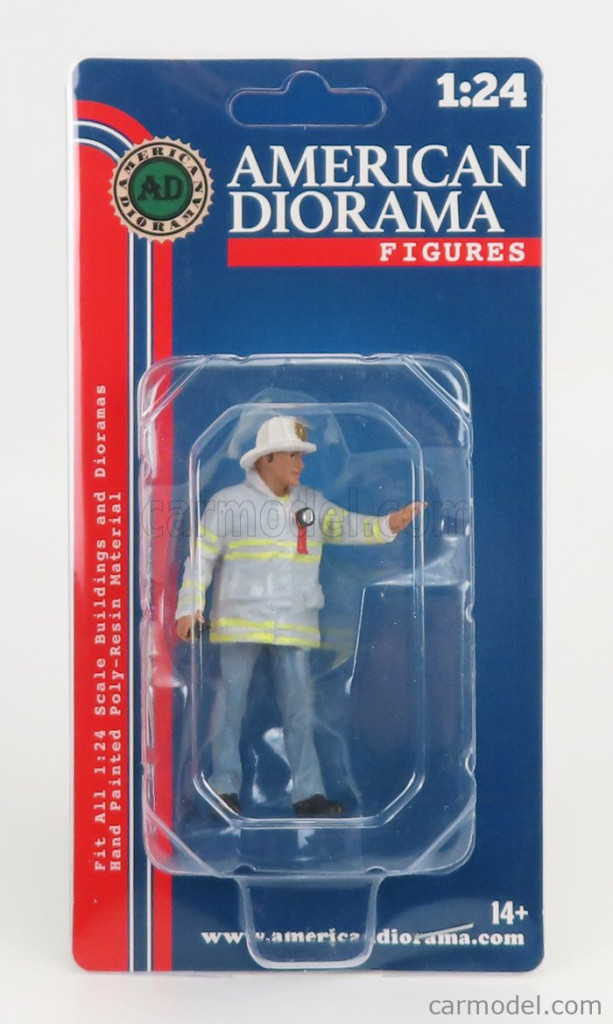 1:24
AMERICAN
DIORAMA
FIGURES
AMERICAN
AD
DIORAMA
Fit All 1:24 Scale Buildings and Dioramas
Hand Painted Poly-Resin Material
carmodel.com
14+
www.americandiorama.com
carmodel.com